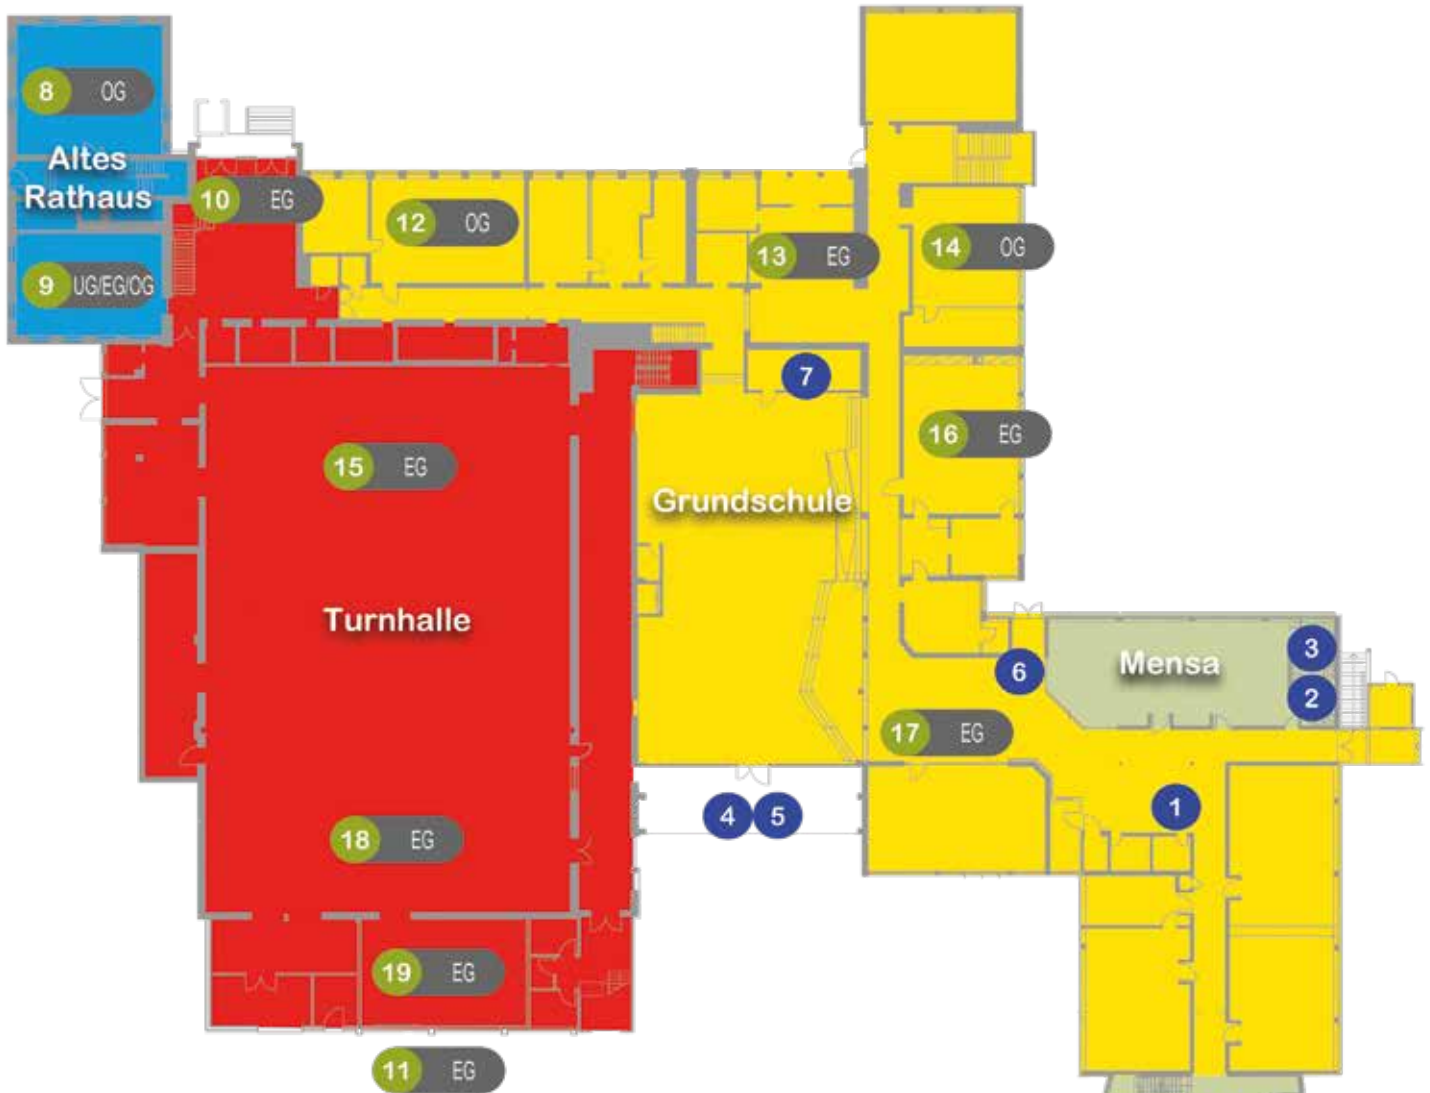 8 OG
Altes
Rathaus
10 EG
12 OG
13 EG
14 OG
9 UG/EG/OG
7
15 EG
16 EG
Grundschule
Turnhalle
3
Mensa
6
2
17 EG
1
4 5
18 EG
19 EG
11 EG